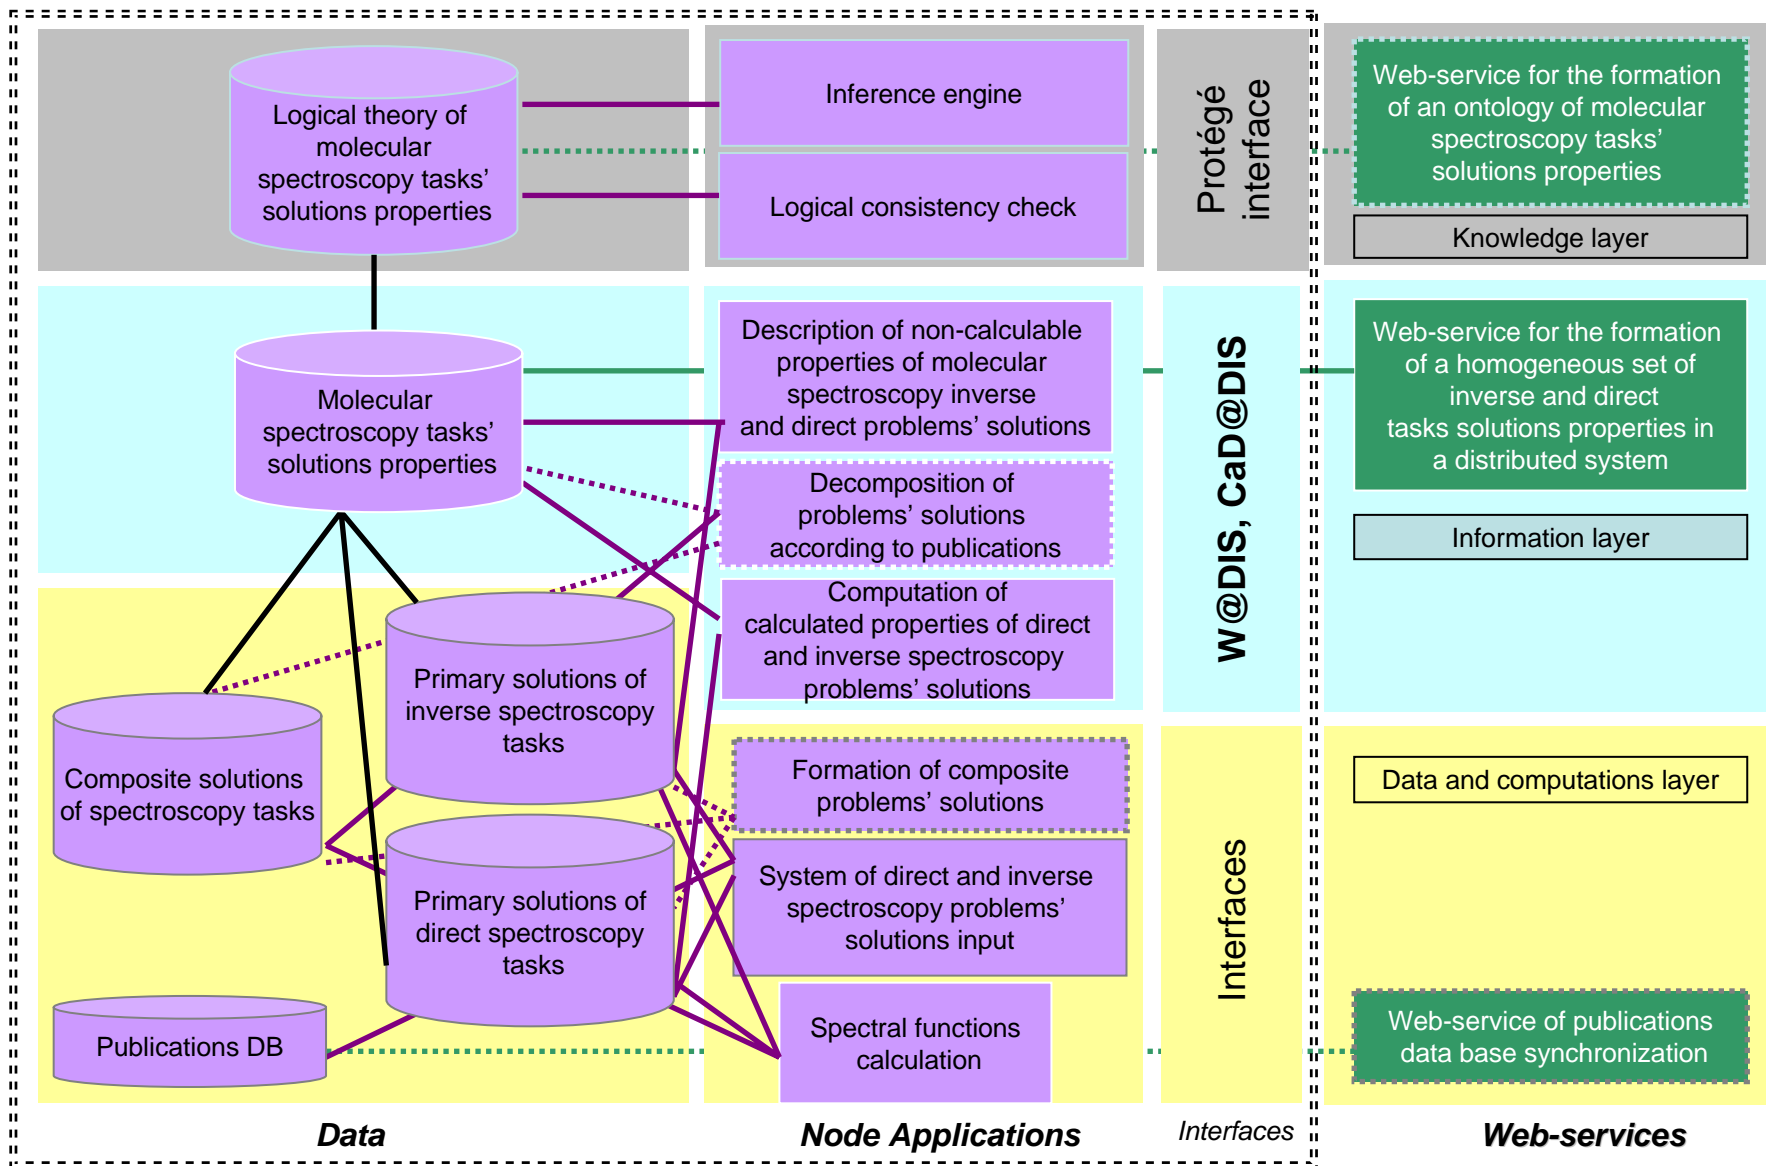 Logical theory of
molecular
spectroscopy tasks’
solutions properties
Inference engine
Logical consistency check
Protégé
interface
Web-service for the formation
of an ontology of molecular
spectroscopy tasks’
solutions properties
Knowledge layer
Molecular
spectroscopy tasks’
solutions properties
Description of non-calculable
properties of molecular
spectroscopy inverse
and direct problems’ solutions
Decomposition of
problems’ solutions
according to publications
Computation of
calculated properties of direct
and inverse spectroscopy
problems’ solutions
W@DIS, CaD@DIS
Web-service for the formation
of a homogeneous set of
inverse and direct
tasks solutions properties in
a distributed system
Information layer
Primary solutions of
inverse spectroscopy
tasks
Composite solutions
of spectroscopy tasks
Primary solutions of
direct spectroscopy
tasks
Publications DB
Formation of composite
problems’ solutions
System of direct and inverse
spectroscopy problems’
solutions input
Spectral functions
calculation
Interfaces
Data and computations layer
Web-service of publications
data base synchronization
Data
Node Applications
Interfaces
Web-services